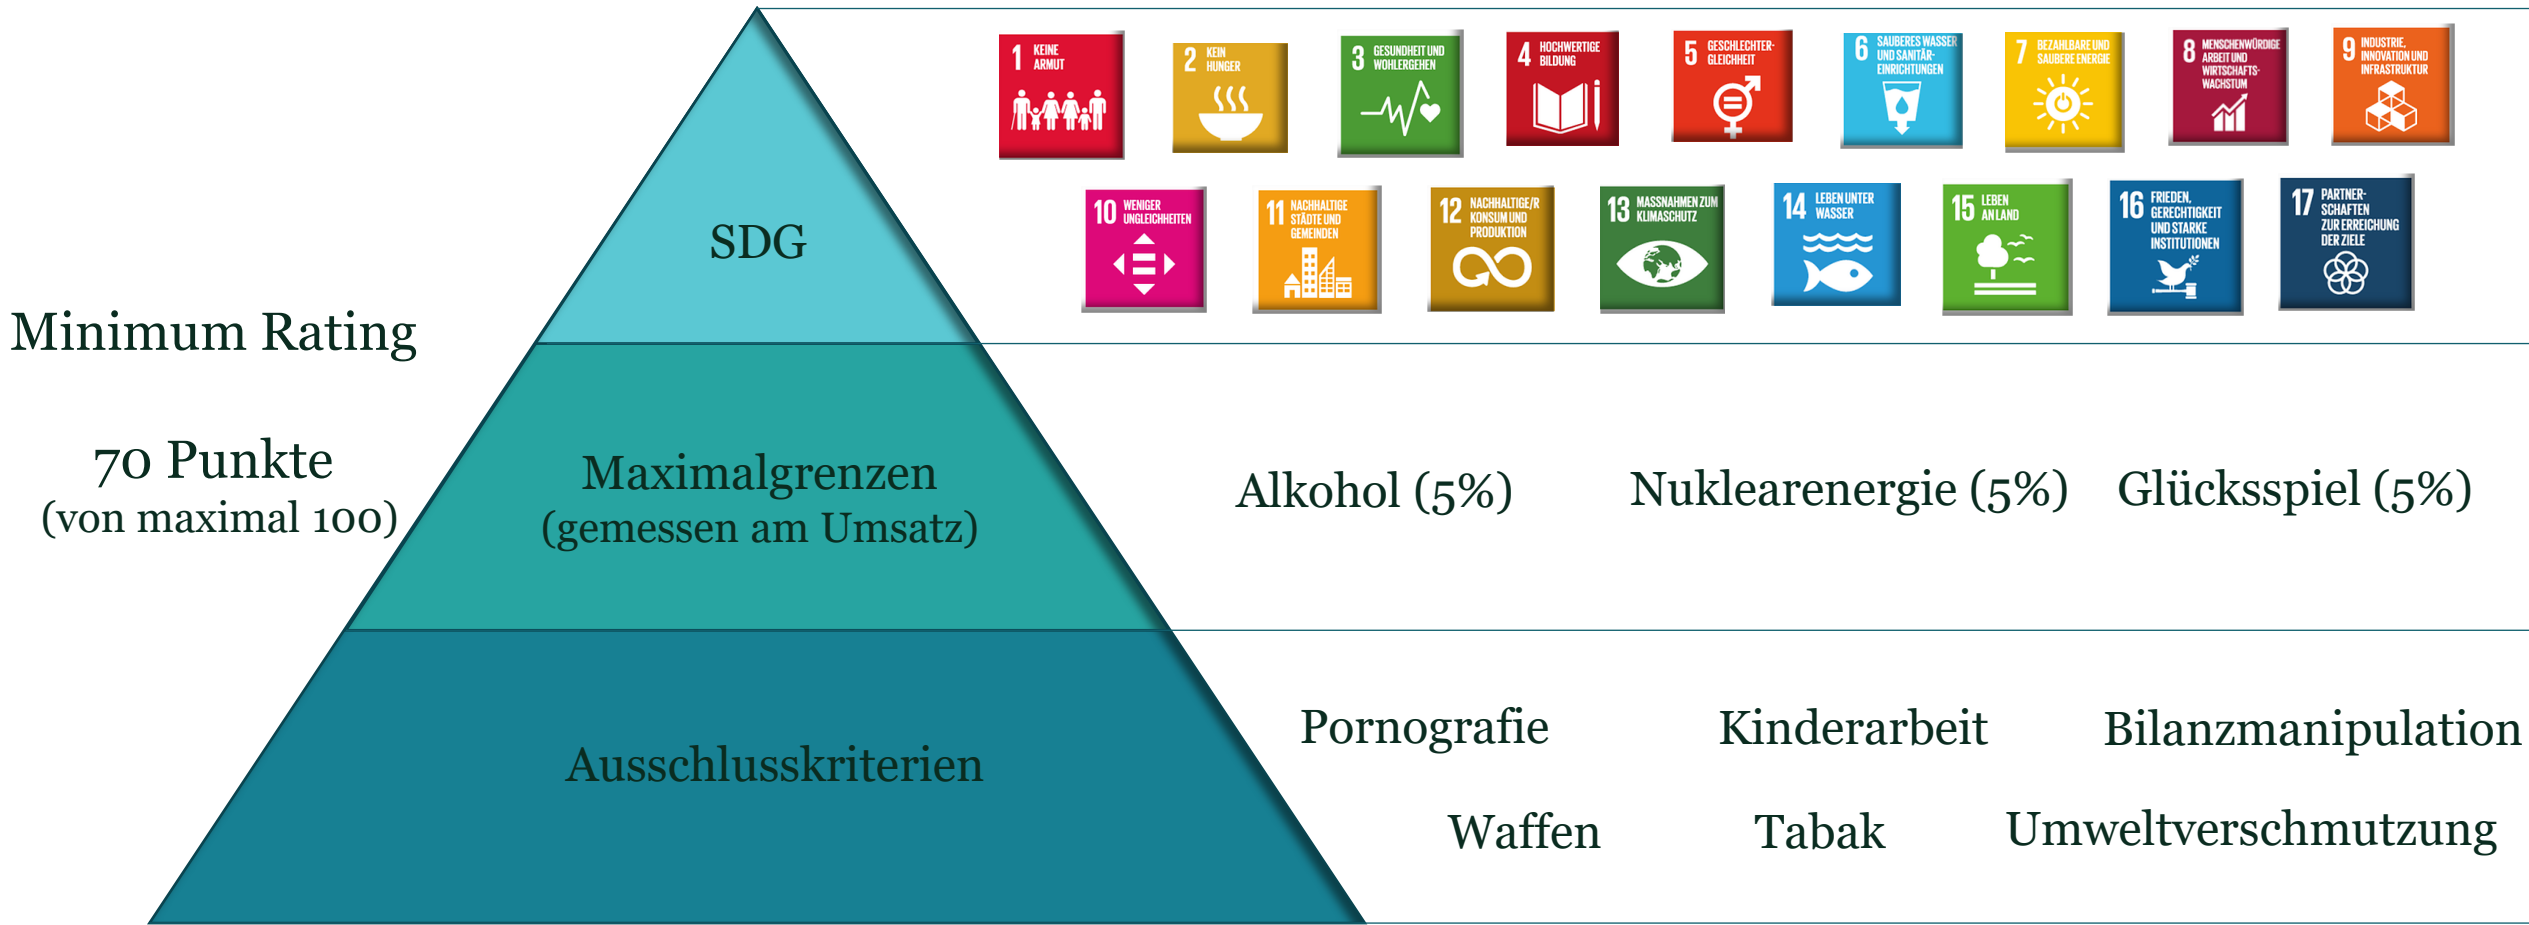 1 KEINE
ARMUT
2 KEIN
HUNGER
3 GESUNDHEIT UND
WOHLERGEHEN
4 HOCHWERTIGE
BILDUNG
5 GESCHLECHTER-
GLEICHHEIT
6 SAUBERES WASSER
UND SANITÄR-
EINRICHTUNGEN
7 BEZAHLBARE UND
SAUBERE ENERGIE
8 MENSCHENWÜRDIGE
ARBEIT UND
WIRTSCHAFTS-
WACHSTUM
9 INDUSTRIE,
INNOVATION UND
INFRASTRUKTUR
10 WENIGER
UNGLEICHHEITEN
11 NACHHALTIGE
STÄDTE UND
GEMEINDEN
12 NACHHALTIGE/R
KONSUM UND
PRODUKTION
13 MASSNAHMEN ZUM
KLIMASCHUTZ
14 LEBEN UNTER
WASSER
15 LEBEN
AN LAND
16 FRIEDEN,
GERECHTIGKEIT
UND STARKE
INSTITUTIONEN
17 PARTNER-
SCHAFTEN
ZUR ERREICHUNG
DER ZIELE
SDG
Minimum Rating
70 Punkte
(von maximal 100)
Maximalgrenzen
(gemessen am Umsatz)
Alkohol (5%) Nuklearenergie (5%) Glücksspiel (5%)
Ausschlusskriterien
Pornografie Kinderarbeit Bilanzmanipulation
Waffen Tabak Umweltverschmutzung